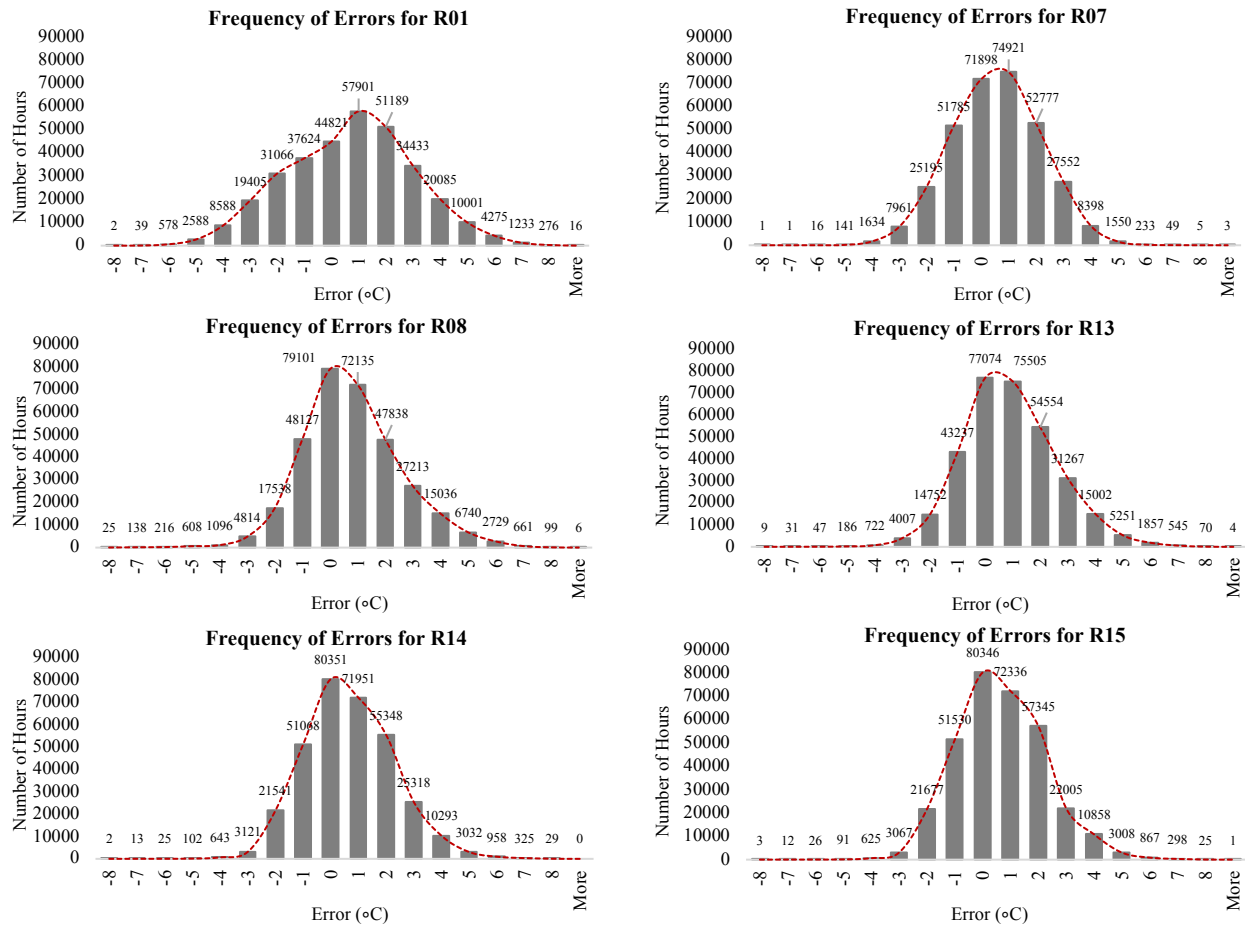 Frequency of Errors for R01
Number of Hours
90000
80000
70000
60000
50000
40000
30000
20000
10000
0
2 39 578 2588 8588 19405 31066 37624 44821 57901 51189 34433 20085 10001 4275 1233 276 16
-8 -7 -6 -5 -4 -3 -2 -1 0 1 2 3 4 5 6 7 8 More
Error (∘C)
Frequency of Errors for R07
Number of Hours
90000
80000
70000
60000
50000
40000
30000
20000
10000
0
1 1 16 141 1634 7961 25195 51785 71898 74921 52777 27552 8398 1550 233 49 5 3
-8 -7 -6 -5 -4 -3 -2 -1 0 1 2 3 4 5 6 7 8 More
Error (∘C)
Frequency of Errors for R08
Number of Hours
90000
80000
70000
60000
50000
40000
30000
20000
10000
0
25 138 216 608 1096 4814 17538 48127 79101 72135 47838 27213 15036 6740 2729 661 99 6
-8 -7 -6 -5 -4 -3 -2 -1 0 1 2 3 4 5 6 7 8 More
Error (∘C)
Frequency of Errors for R13
Number of Hours
90000
80000
70000
60000
50000
40000
30000
20000
10000
0
9 31 47 186 722 4007 14752 43237 77074 75505 54554 31267 15002 5251 1857 545 70 4
-8 -7 -6 -5 -4 -3 -2 -1 0 1 2 3 4 5 6 7 8 More
Error (∘C)
Frequency of Errors for R14
Number of Hours
90000
80000
70000
60000
50000
40000
30000
20000
10000
0
2 13 25 102 643 3121 21541 51068 80351 71951 55348 25318 10293 3032 958 325 29 0
-8 -7 -6 -5 -4 -3 -2 -1 0 1 2 3 4 5 6 7 8 More
Error (∘C)
Frequency of Errors for R15
Number of Hours
90000
80000
70000
60000
50000
40000
30000
20000
10000
0
3 12 26 91 625 3067 21677 51530 80346 72336 57345 22005 10858 3008 867 298 25 1
-8 -7 -6 -5 -4 -3 -2 -1 0 1 2 3 4 5 6 7 8 More
Error (∘C)